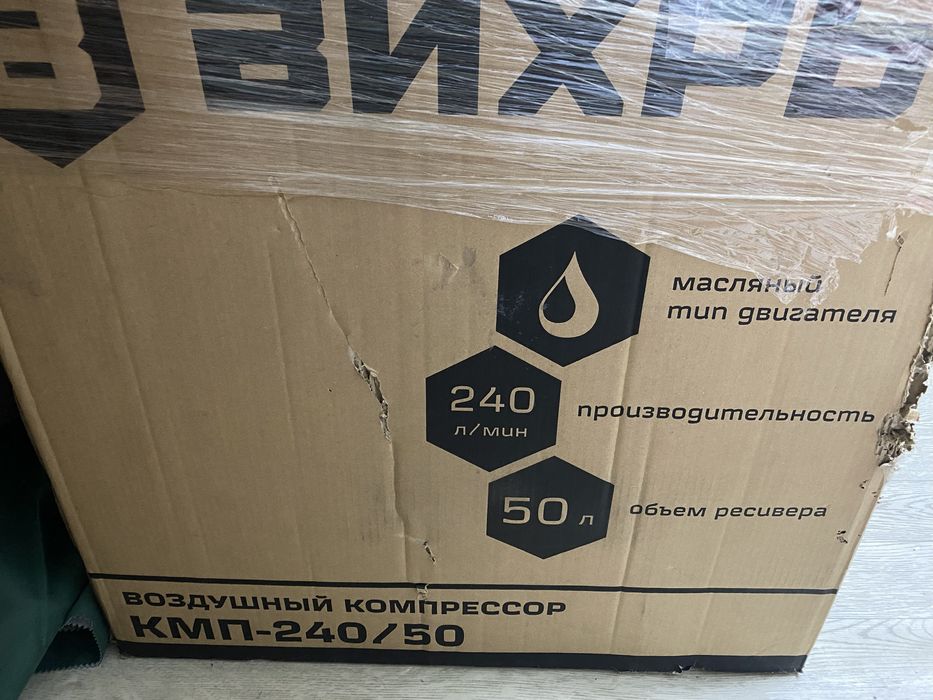 В ВИХРЬ
масляный
тип двигателя
240
л/мин
производительность
50 л
объем ресивера
ВОЗДУШНЫЙ КОМПРЕССОР
КМП-240/50